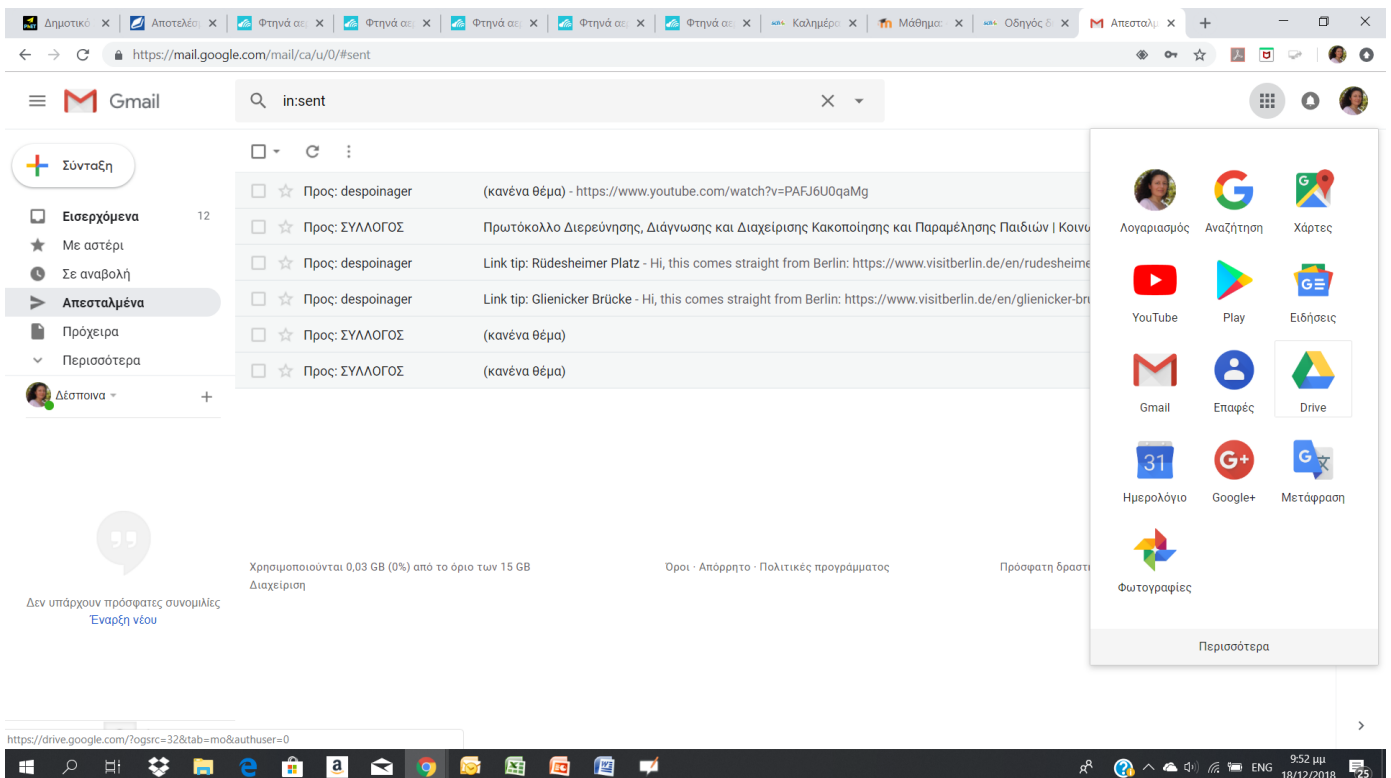 Δημοτικό
Αποτελέσ
Φτηνά αε
Φτηνά αε
Φτηνά αε
Φτηνά αε
Φτηνά αε
Καλημέρο
Μάθημα:
Οδηγός δ
Απεσταλμ
https://mail.google.com/mail/ca/u/0/#sent
Gmail
in:sent
Σύνταξη
Εισερχόμενα 12
Με αστέρι
Σε αναβολή
Απεσταλμένα
Πρόχειρα
Περισσότερα
Δέσποινα
Δεν υπάρχουν πρόσφατες συνομιλίες
Έναρξη νέου
Προς: despoinager (κανένα θέμα) - https://www.youtube.com/watch?v=PAFJ6U0qaMg
Προς: ΣΥΛΛΟΓΟΣ Πρωτόκολλο Διερεύνησης, Διάγνωσης και Διαχείρισης Κακοποίησης και Παραμέλησης Παιδιών | Κοινω
Προς: despoinager Link tip: Rüdesheimer Platz - Hi, this comes straight from Berlin: https://www.visitberlin.de/en/rudesheime
Προς: despoinager Link tip: Glienicker Brücke - Hi, this comes straight from Berlin: https://www.visitberlin.de/en/glienicker-bru
Προς: ΣΥΛΛΟΓΟΣ (κανένα θέμα)
Προς: ΣΥΛΛΟΓΟΣ (κανένα θέμα)
Χρησιμοποιούνται 0,03 GB (0%) από το όριο των 15 GB
Διαχείριση
Όροι · Απόρρητο · Πολιτικές προγράμματος
Πρόσφατη δραστ
Λογαριασμός Αναζήτηση Χάρτες
YouTube Play Ειδήσεις
Gmail Επαφές Drive
31
Ημερολόγιο Google+ Μετάφραση
Φωτογραφίες
Περισσότερα
https://drive.google.com/?ogsrc=32&tab=mo&authuser=0
ENG
9:52 μμ
18/12/2018
25